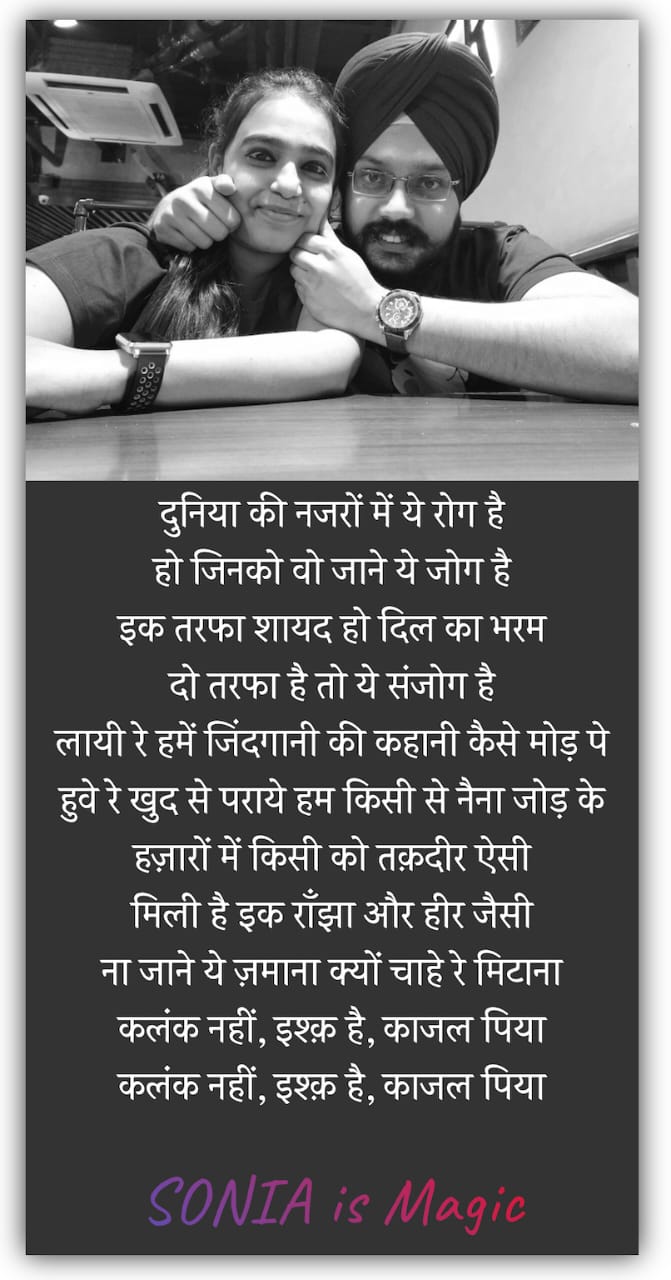 दुनिया की नजरों में ये रोग है
हो जिनको वो जाने ये जोग है
इक तरफा शायद हो दिल का भरम
दो तरफा है तो ये संजोग है
लायी रे हमें जिंदगानी की कहानी कैसे मोड़ पे
हुवे रे खुद से पराये हम किसी से नैना जोड़ के
हज़ारों में किसी को तक़दीर ऐसी
मिली है इक राँझा और हीर जैसी
ना जाने ये ज़माना क्यों चाहे रे मिटाना
कलंक नहीं, इश्क़ है, काजल पिया
कलंक नहीं, इश्क़ है, काजल पिया
SONIA is Magic